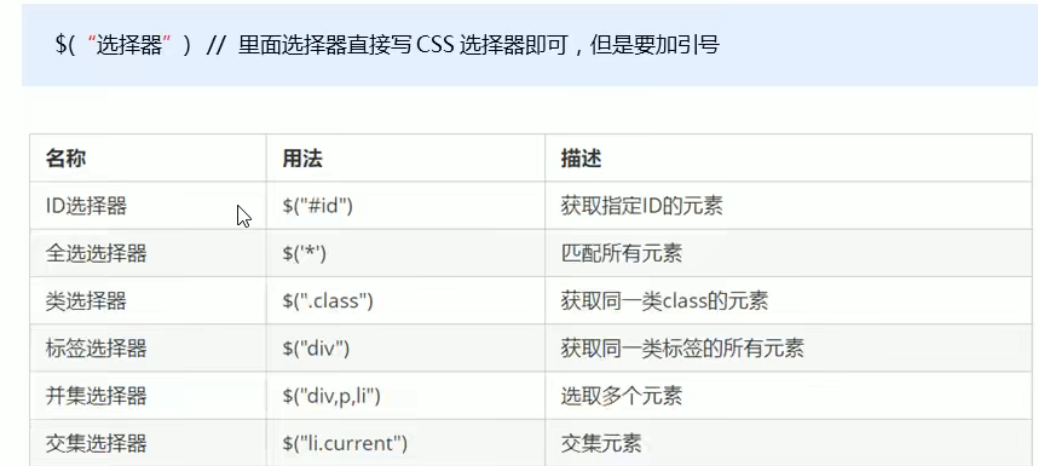 $(“选择器”) // 里面选择器直接写 CSS 选择器即可，但是要加引号
名称 用法 描述
ID选择器 $("#id") 获取指定ID的元素
全选选择器 $('*') 匹配所有元素
类选择器 $(".class") 获取同一类class的元素
标签选择器 $("div") 获取同一类标签的所有元素
并集选择器 $("div,p,li") 选取多个元素
交集选择器 $("li.current") 交集元素